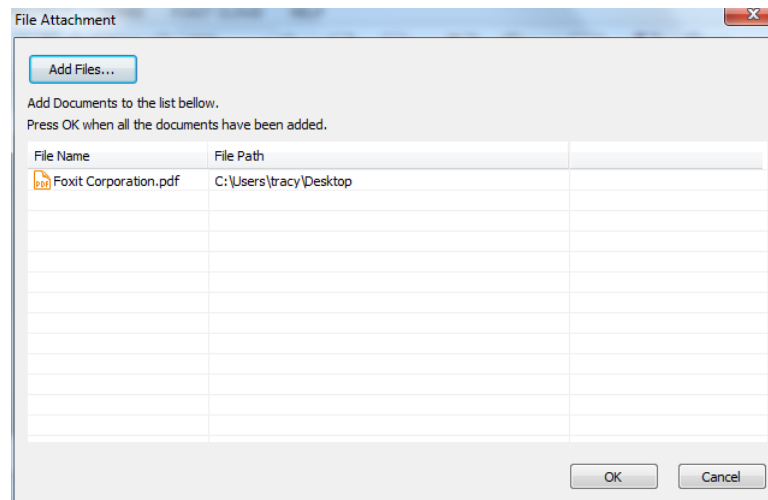 File Attachment
Add Files...
Add Documents to the list bellow.
Press OK when all the documents have been added.
File Name File Path
PDF Foxit Corporation.pdf C:\Users\tracy\Desktop
OK Cancel